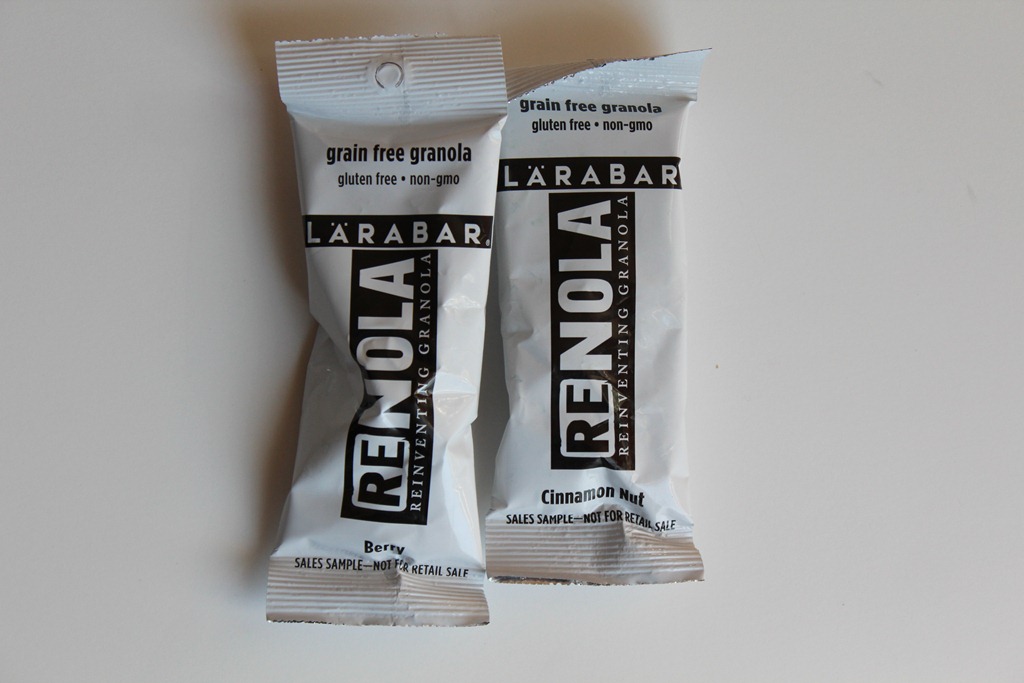 grain free granola
gluten free • non-gmo
LÄRABAR®
RENOLA
REINVENTING GRANOLA
Berry
SALES SAMPLE—NOT FOR RETAIL SALE
grain free granola
gluten free • non-gmo
LÄRABAR
RENOLA
REINVENTING GRANOLA
Cinnamon Nut
SALES SAMPLE—NOT FOR RETAIL SALE